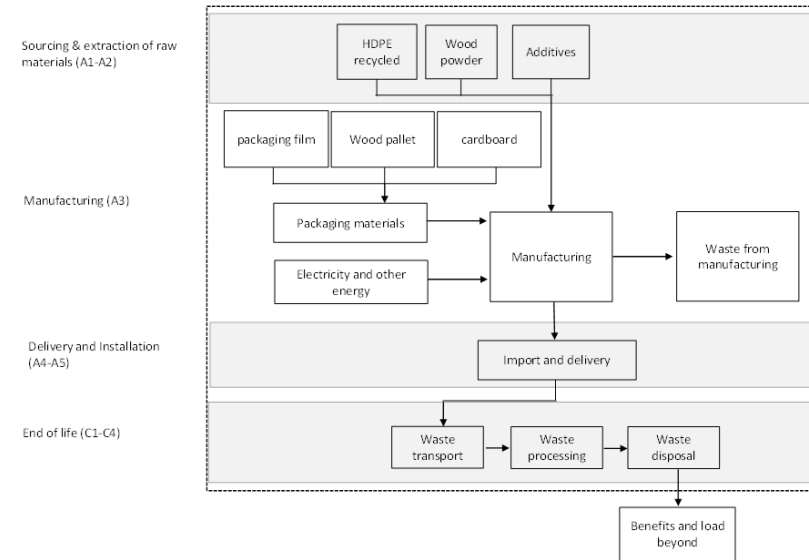 Sourcing & extraction of raw
materials (A1-A2)
HDPE
recycled
Wood
powder
Additives
packaging film
Wood pallet
cardboard
Manufacturing (A3)
Packaging materials
Manufacturing
Waste from
manufacturing
Electricity and other
energy
Delivery and Installation
(A4-A5)
Import and delivery
End of life (C1-C4)
Waste
transport
Waste
processing
Waste
disposal
Benefits and load
beyond